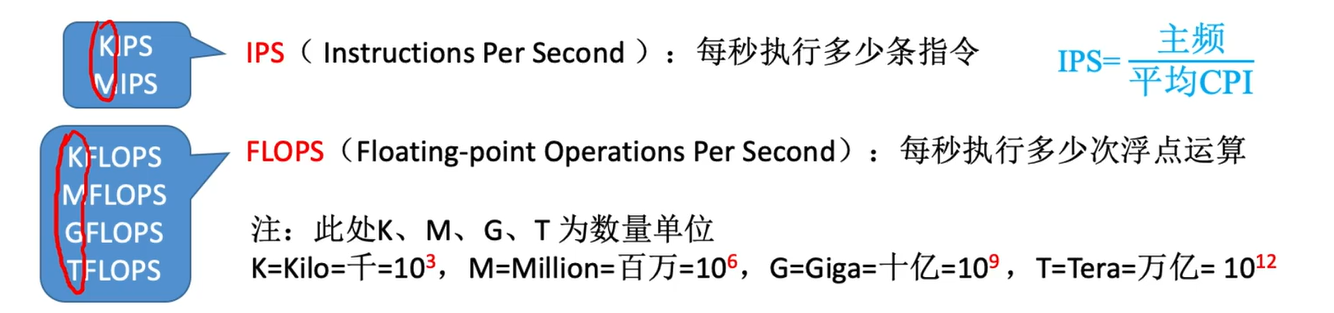 KIPS
MIPS
IPS（ Instructions Per Second ）：每秒执行多少条指令
IPS=主频/平均CPI
KFLOPS
MFLOPS
GFLOPS
TFLOPS
FLOPS（Floating-point Operations Per Second）：每秒执行多少次浮点运算
注：此处K、M、G、T 为数量单位
K=Kilo=千=10³，M=Million=百万=10⁶，G=Giga=十亿=10⁹，T=Tera=万亿= 10¹²